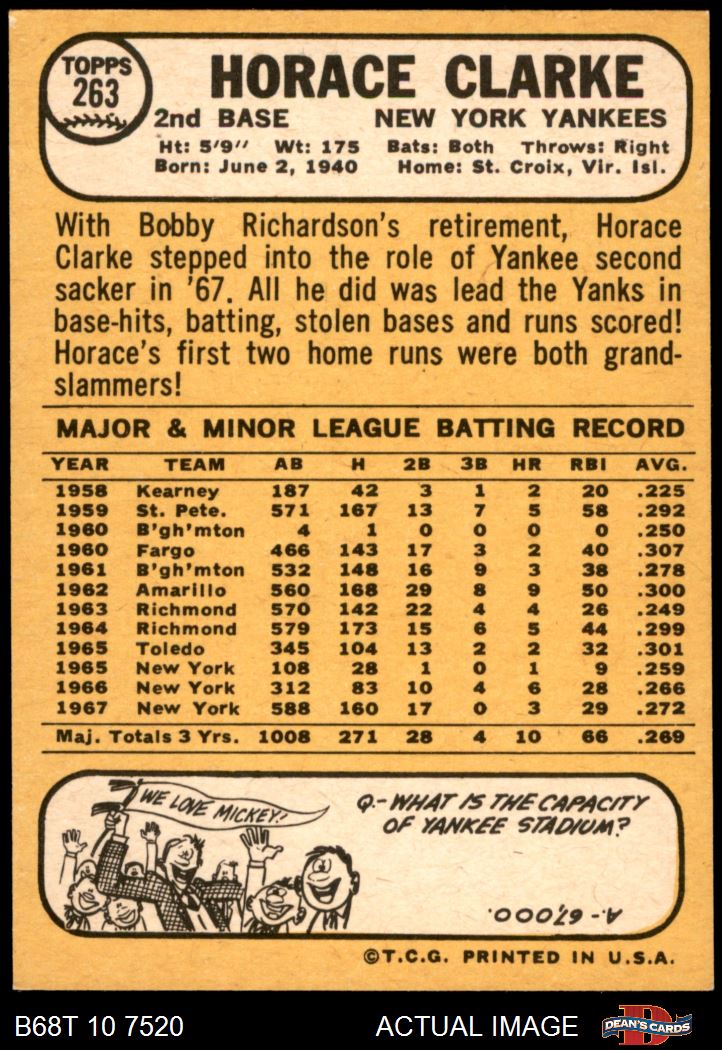 TOPPS
263
HORACE CLARKE
2nd BASE NEW YORK YANKEES
Ht: 5'9" Wt: 175 Bats: Both Throws: Right
Born: June 2, 1940 Home: St. Croix, Vir. Isl.
With Bobby Richardson's retirement, Horace
Clarke stepped into the role of Yankee second
sacker in '67. All he did was lead the Yanks in
base-hits, batting, stolen bases and runs scored!
Horace's first two home runs were both grand-
slammers!
MAJOR & MINOR LEAGUE BATTING RECORD
YEAR TEAM AB H 2B 3B HR RBI AVG.
1958 Kearney 187 42 3 1 2 20 .225
1959 St. Pete. 571 167 13 7 5 58 .292
1960 B'gh'mton 4 1 0 0 0 0 .250
1960 Fargo 466 143 17 3 2 40 .307
1961 B'gh'mton 532 148 16 9 3 38 .278
1962 Amarillo 560 168 29 8 9 50 .300
1963 Richmond 570 142 22 4 4 26 .249
1964 Richmond 579 173 15 6 5 44 .299
1965 Toledo 345 104 13 2 2 32 .301
1965 New York 108 28 1 0 1 9 .259
1966 New York 312 83 10 4 6 28 .266
1967 New York 588 160 17 0 3 29 .272
Maj. Totals 3 Yrs. 1008 271 28 4 10 66 .269
WE LOVE MICKEY!
Q.-WHAT IS THE CAPACITY
OF YANKEE STADIUM?
A.-67,000.
©T.C.G. PRINTED IN U.S.A.
B68T 10 7520 ACTUAL IMAGE
D
DEAN'S CARDS